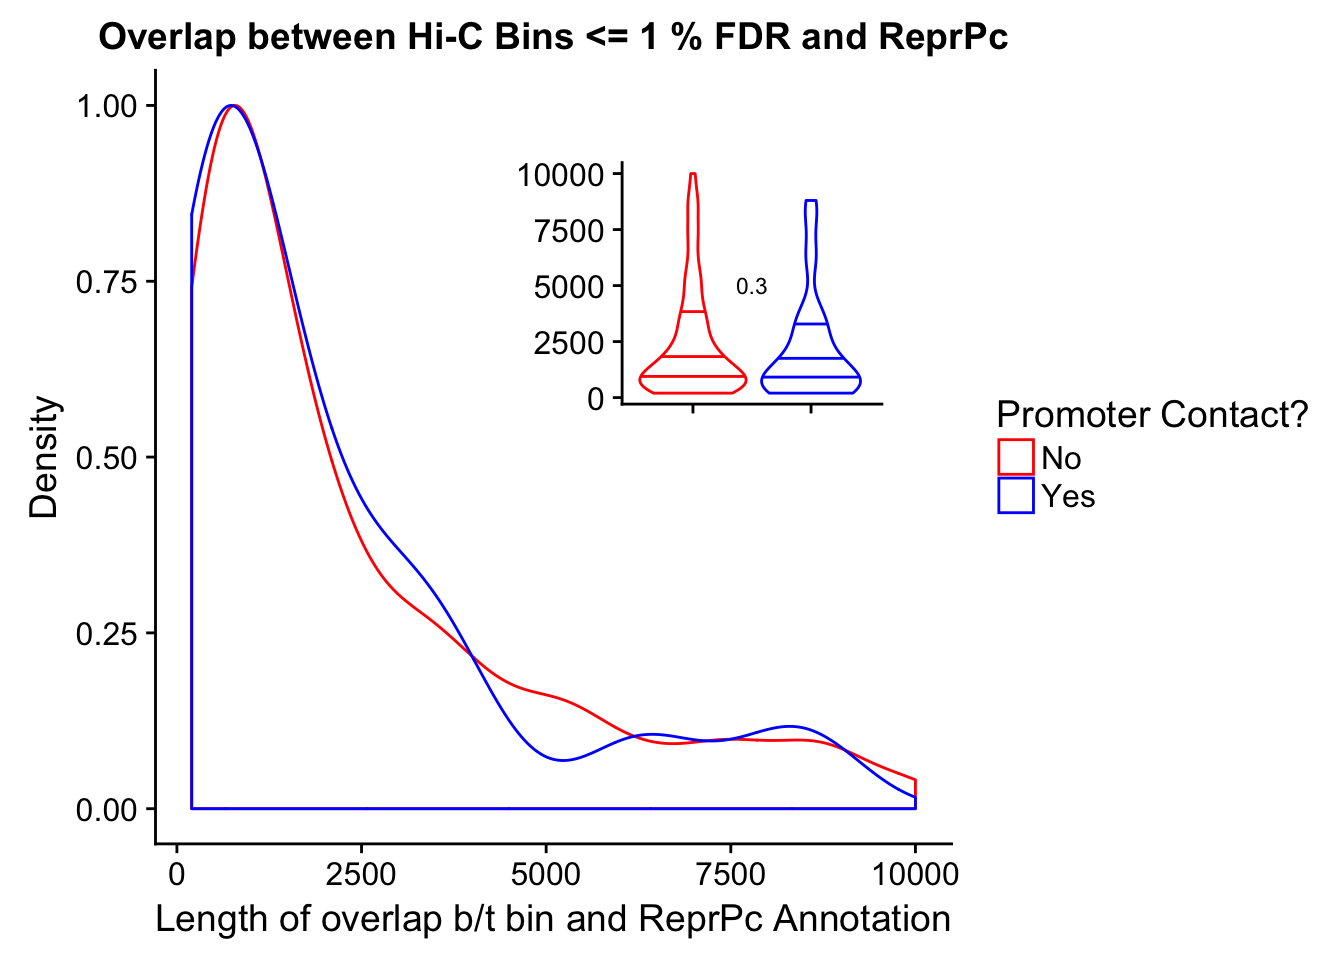 Overlap between Hi-C Bins <= 1 % FDR and ReprPc
1.00
0.75
0.50
0.25
0.00
Density
0
2500
5000
7500
10000
Length of overlap b/t bin and ReprPc Annotation
10000
7500
5000
2500
0
0.3
Promoter Contact?
No
Yes